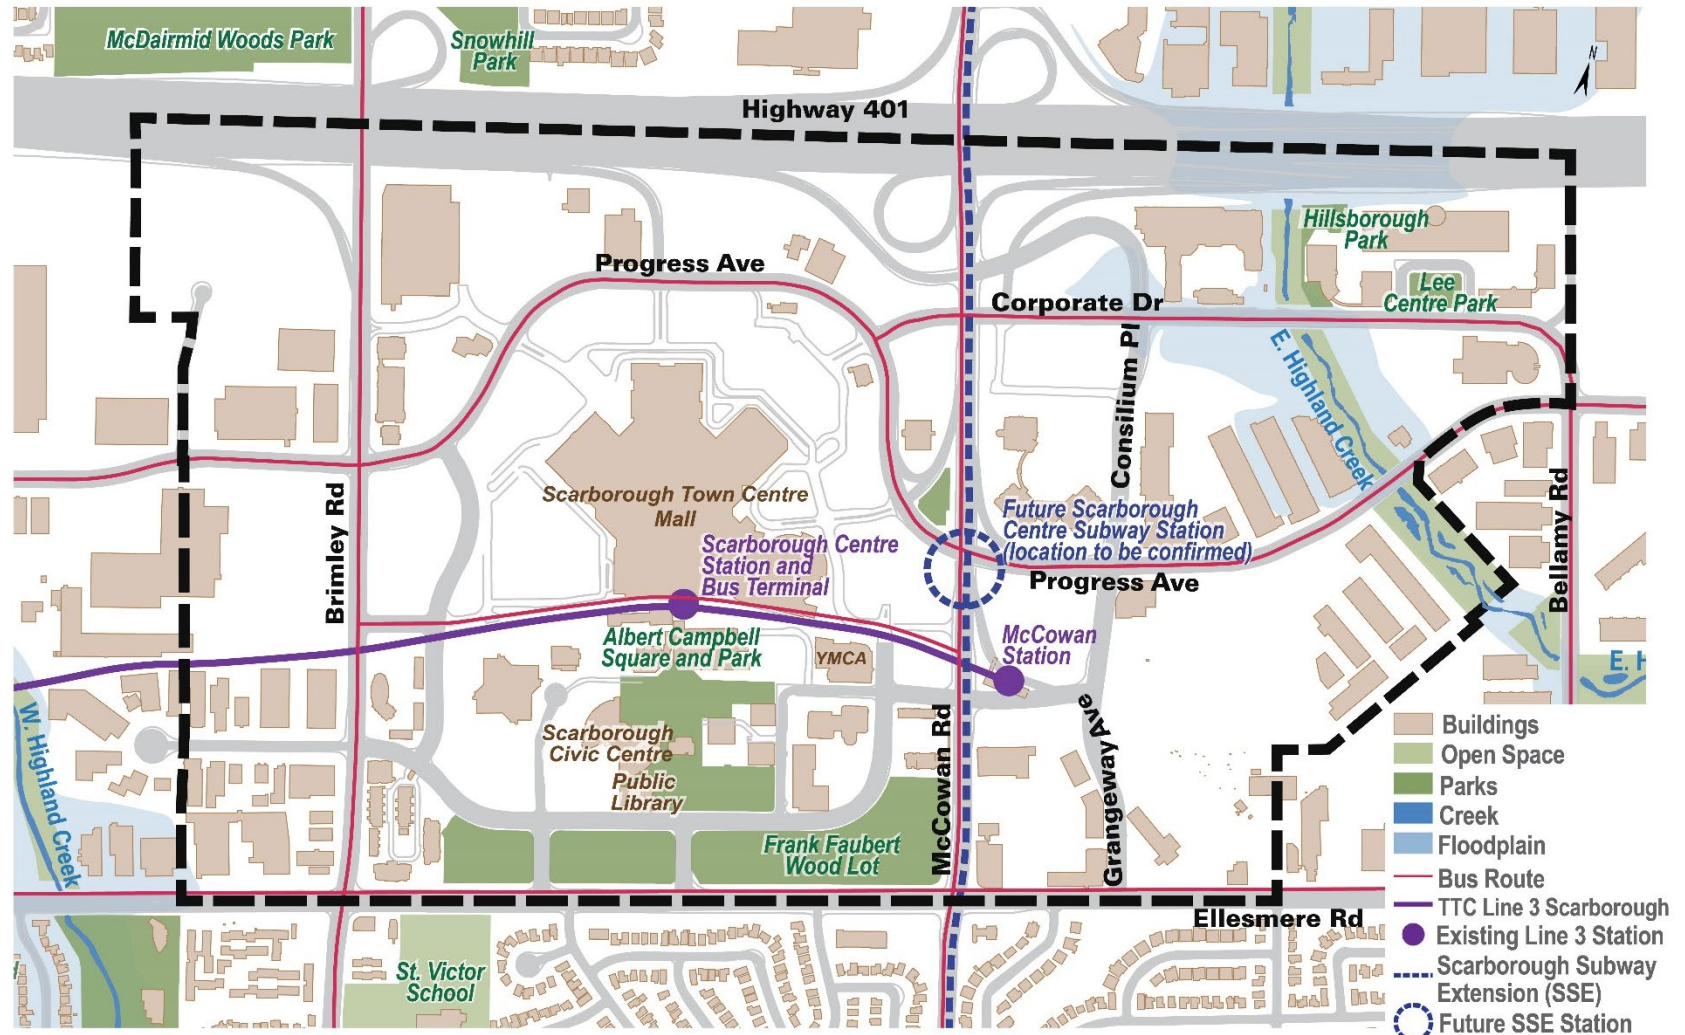 McDairmid Woods Park
Snowhill
Park
N
Highway 401
Hillsborough
Park
Progress Ave
Lee
Centre Park
Corporate Dr
Consilium Pl
E. Highland Creek
Scarborough Town Centre
Mall
Brimley Rd
Future Scarborough
Centre Subway Station
(location to be confirmed)
Bellamy Rd
Scarborough Centre
Station and
Bus Terminal
Progress Ave
Albert Campbell
Square and Park
YMCA
McCowan
Station
E. H
W. Highland Creek
Scarborough
Civic Centre
Public
Library
McCowan Rd
Grangeway Ave
Frank Faubert
Wood Lot
Ellesmere Rd
St. Victor
School
Buildings
Open Space
Parks
Creek
Floodplain
Bus Route
TTC Line 3 Scarborough
Existing Line 3 Station
Scarborough Subway
Extension (SSE)
Future SSE Station